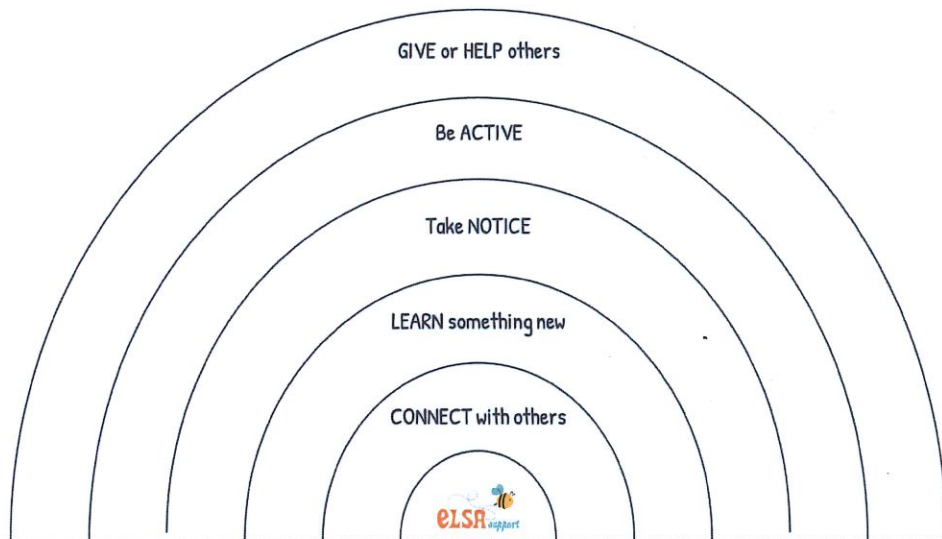 GIVE or HELP others
Be ACTIVE
Take NOTICE
LEARN something new
CONNECT with others
eLSA support